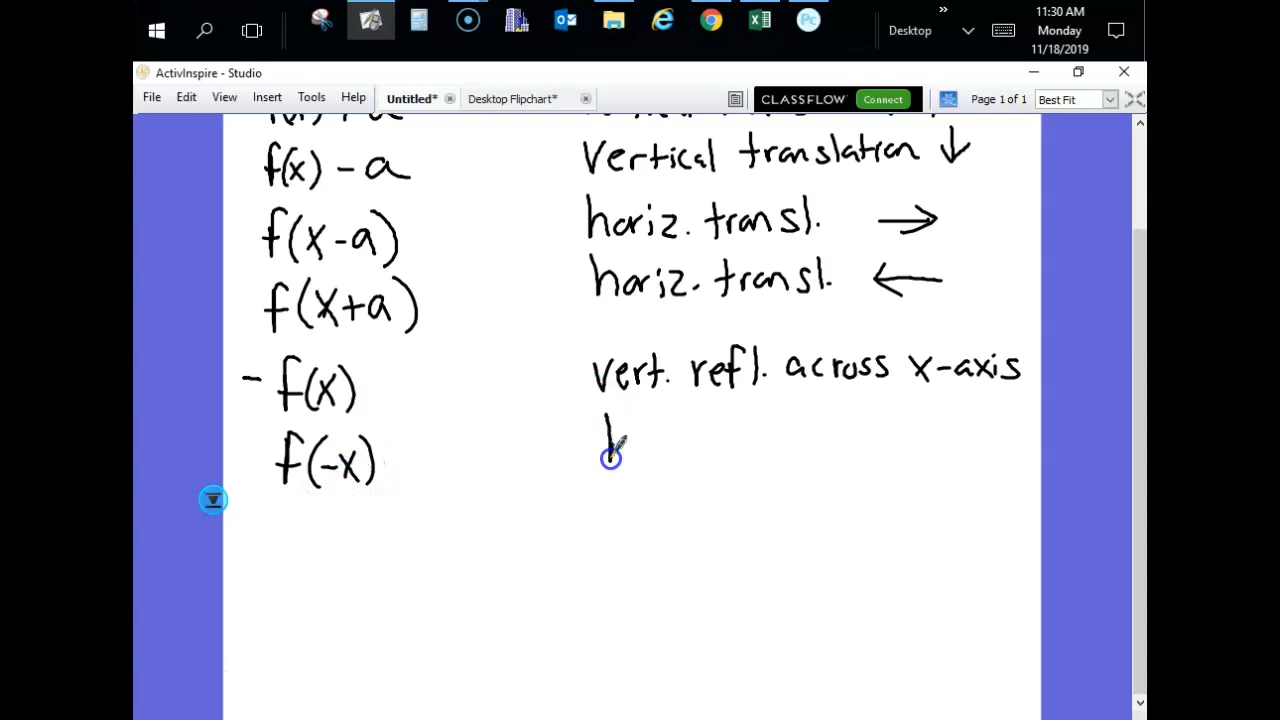 11:30 AM
Desktop
Monday
11/18/2019
ActivInspire - Studio
File Edit View Insert Tools Help Untitled* Desktop Flipchart* CLASSFLOW Connect Page 1 of 1 Best Fit
f(x) - a vertical translation ↓
f(x-a) horiz. transl. →
f(x+a) horiz. transl. ←
- f(x) vert. refl. across x-axis
f(-x)